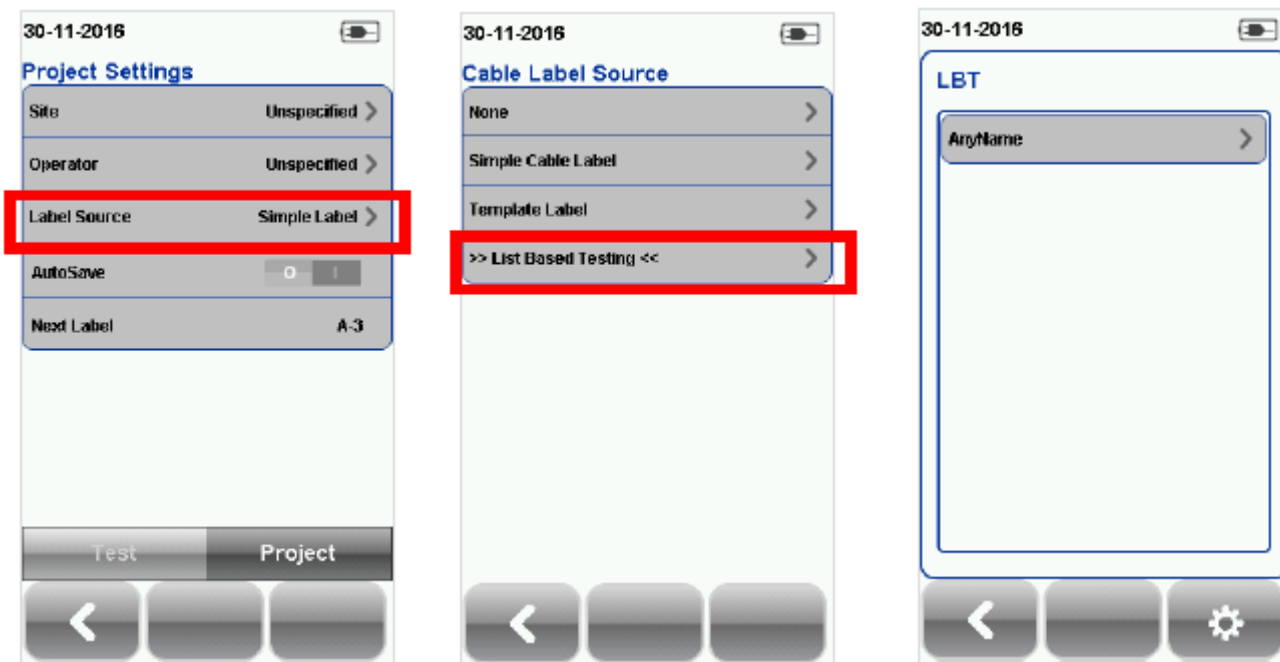 30-11-2016
Project Settings
Site Unspecified
Operator Unspecified
Label Source Simple Label
AutoSave O I
Next Label A-3
Test Project
30-11-2016
Cable Label Source
None
Simple Cable Label
Template Label
>> List Based Testing <<
30-11-2016
LBT
AnyName